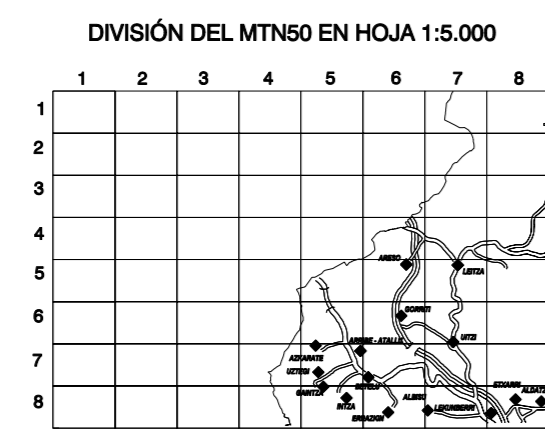 DIVISIÓN DEL MTN50 EN HOJA 1:5.000
1 2 3 4 5 6 7 8
1
2
3
4
ARESO
5
LEITZA
GORRITI
6
UITZI
ARRIBE - ATALLU
7
AZKARATE
UZTEGI
BETELU
ETXARRI
GAINTZA
ALDATZ
INTZA
ALBISU
8
LEKUNBERRI
ERRAZKIN